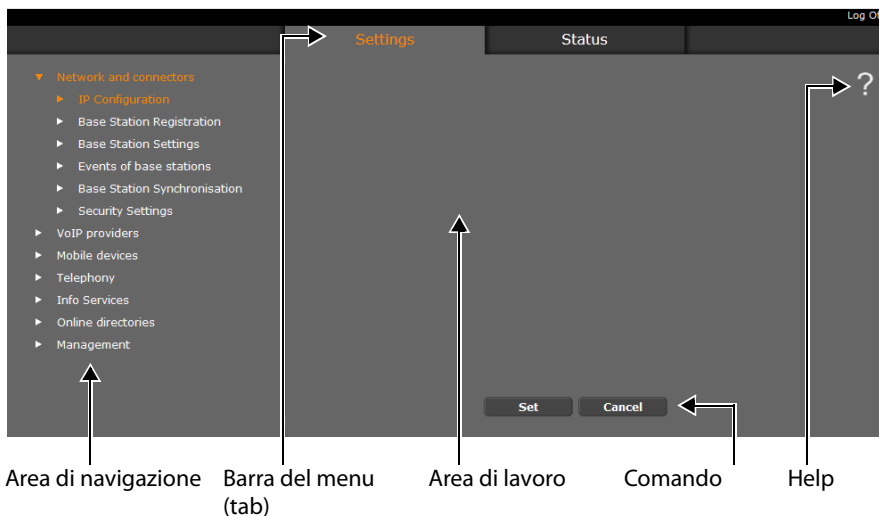 Log Of
Settings
Status
Network and connectors
IP Configuration
Base Station Registration
Base Station Settings
Events of base stations
Base Station Synchronisation
Security Settings
VoIP providers
Mobile devices
Telephony
Info Services
Online directories
Management
?
Set
Cancel
Area di navigazione
Barra del menu
(tab)
Area di lavoro
Comando
Help